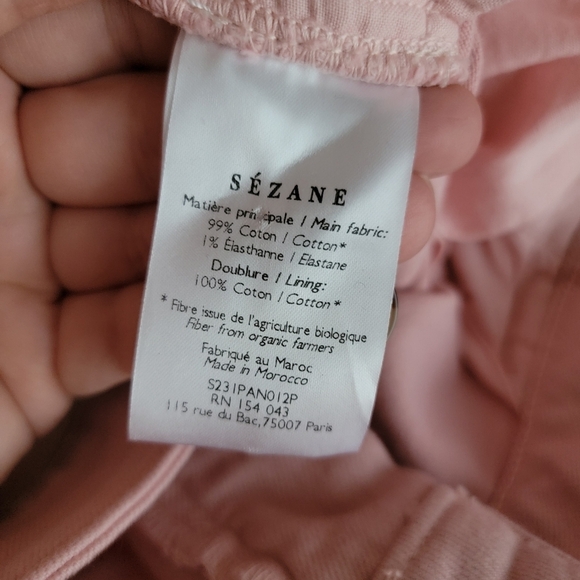 SÉZANE
Matière principale / Main fabric:
99% Coton / Cotton*
1% Élasthanne / Elastane
Doublure / Lining:
100% Coton / Cotton*
* Fibre issue de l'agriculture biologique
Fiber from organic farmers
Fabriqué au Maroc
Made in Morocco
S231PAN012P
RN 154 043
115 rue du Bac,75007 Paris